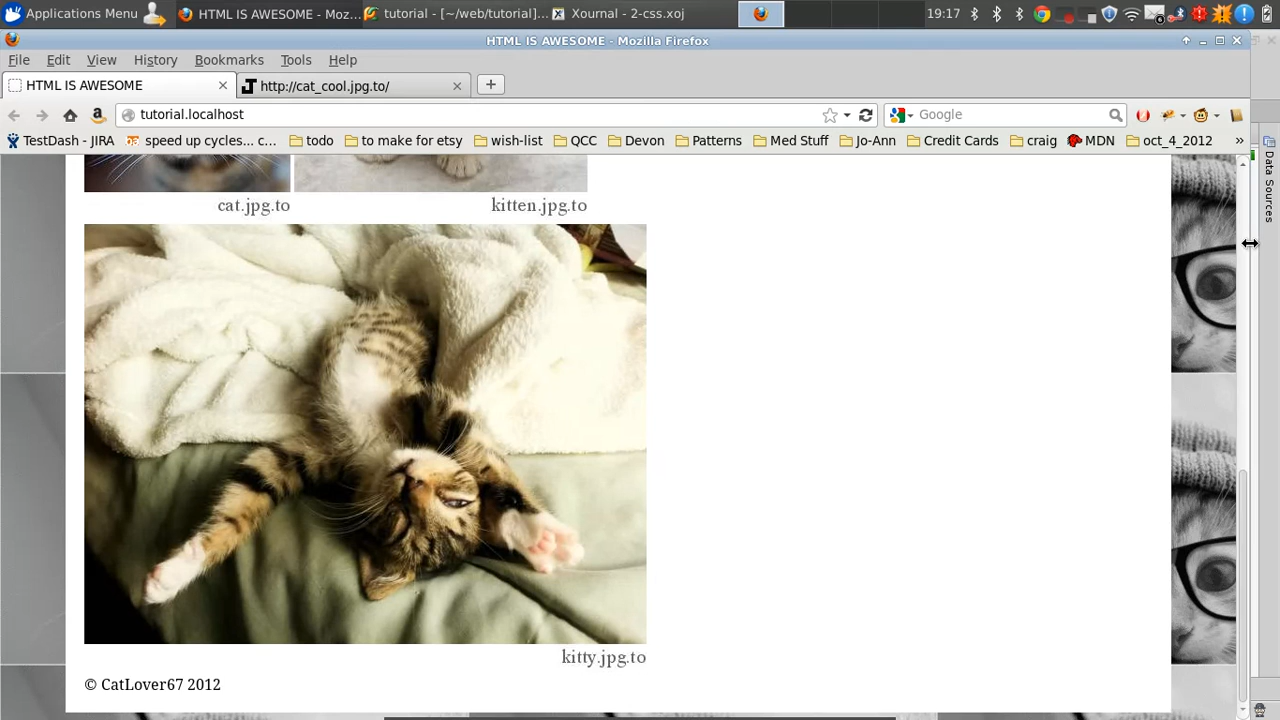 Applications Menu
HTML IS AWESOME - Moz...
tutorial - [~/web/tutorial]...
Xournal - 2-css.xoj
19:17
HTML IS AWESOME - Mozilla Firefox
File Edit View History Bookmarks Tools Help
HTML IS AWESOME
http://cat_cool.jpg.to/
tutorial.localhost
Google
TestDash - JIRA
speed up cycles... c...
todo
to make for etsy
wish-list
QCC
Devon
Patterns
Med Stuff
Jo-Ann
Credit Cards
craig
MDN
oct_4_2012
»
Data Sources
cat.jpg.to
kitten.jpg.to
kitty.jpg.to
© CatLover67 2012